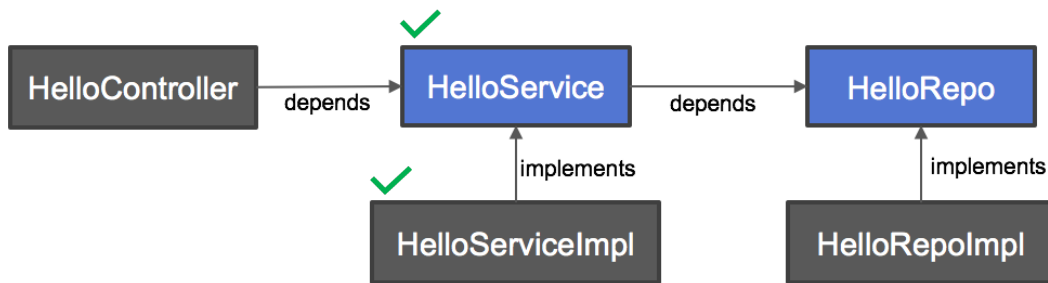 HelloController
depends
HelloService
depends
HelloRepo
implements
implements
HelloServiceImpl
HelloRepoImpl